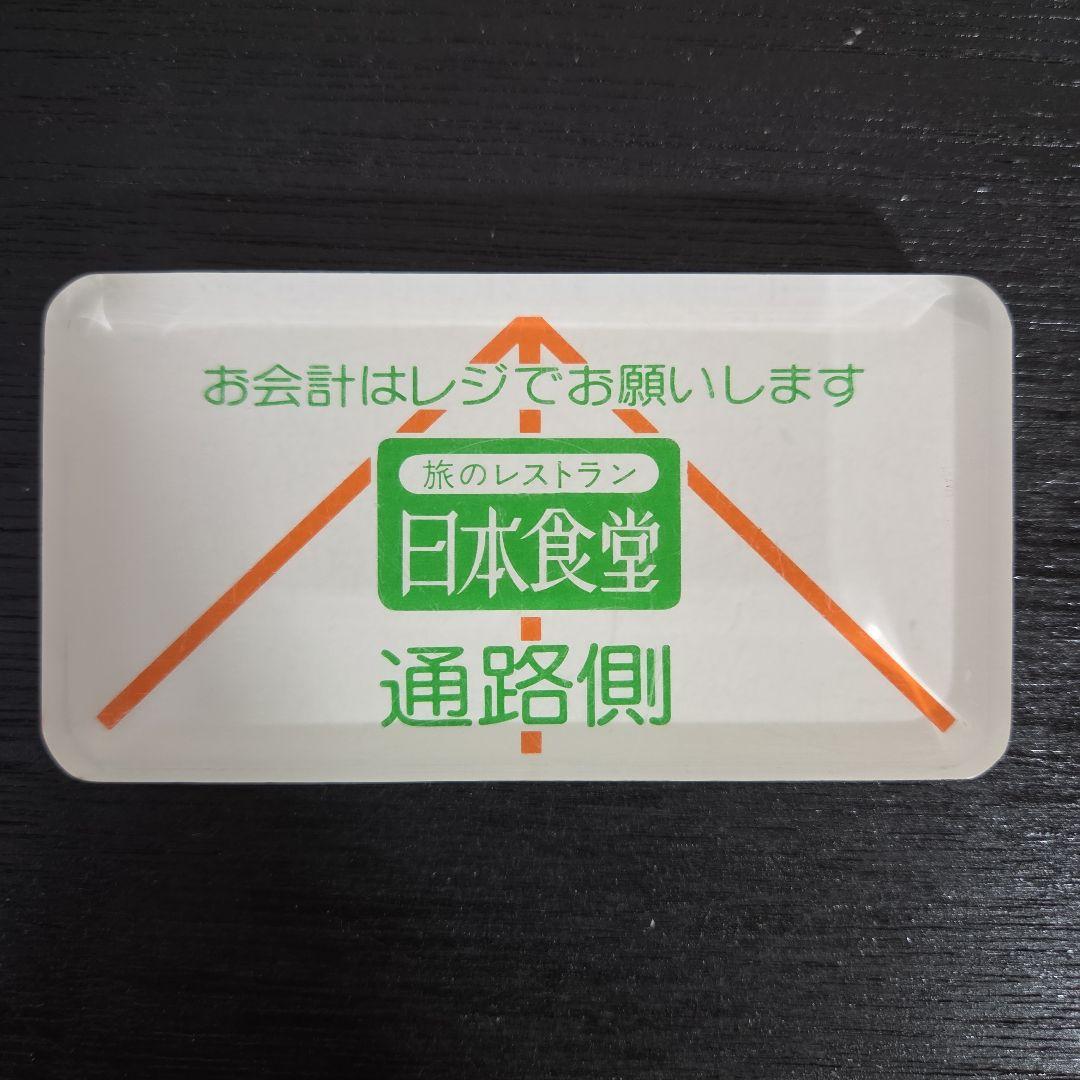 お会計はレジでお願いします
旅のレストラン
日本食堂
通路側